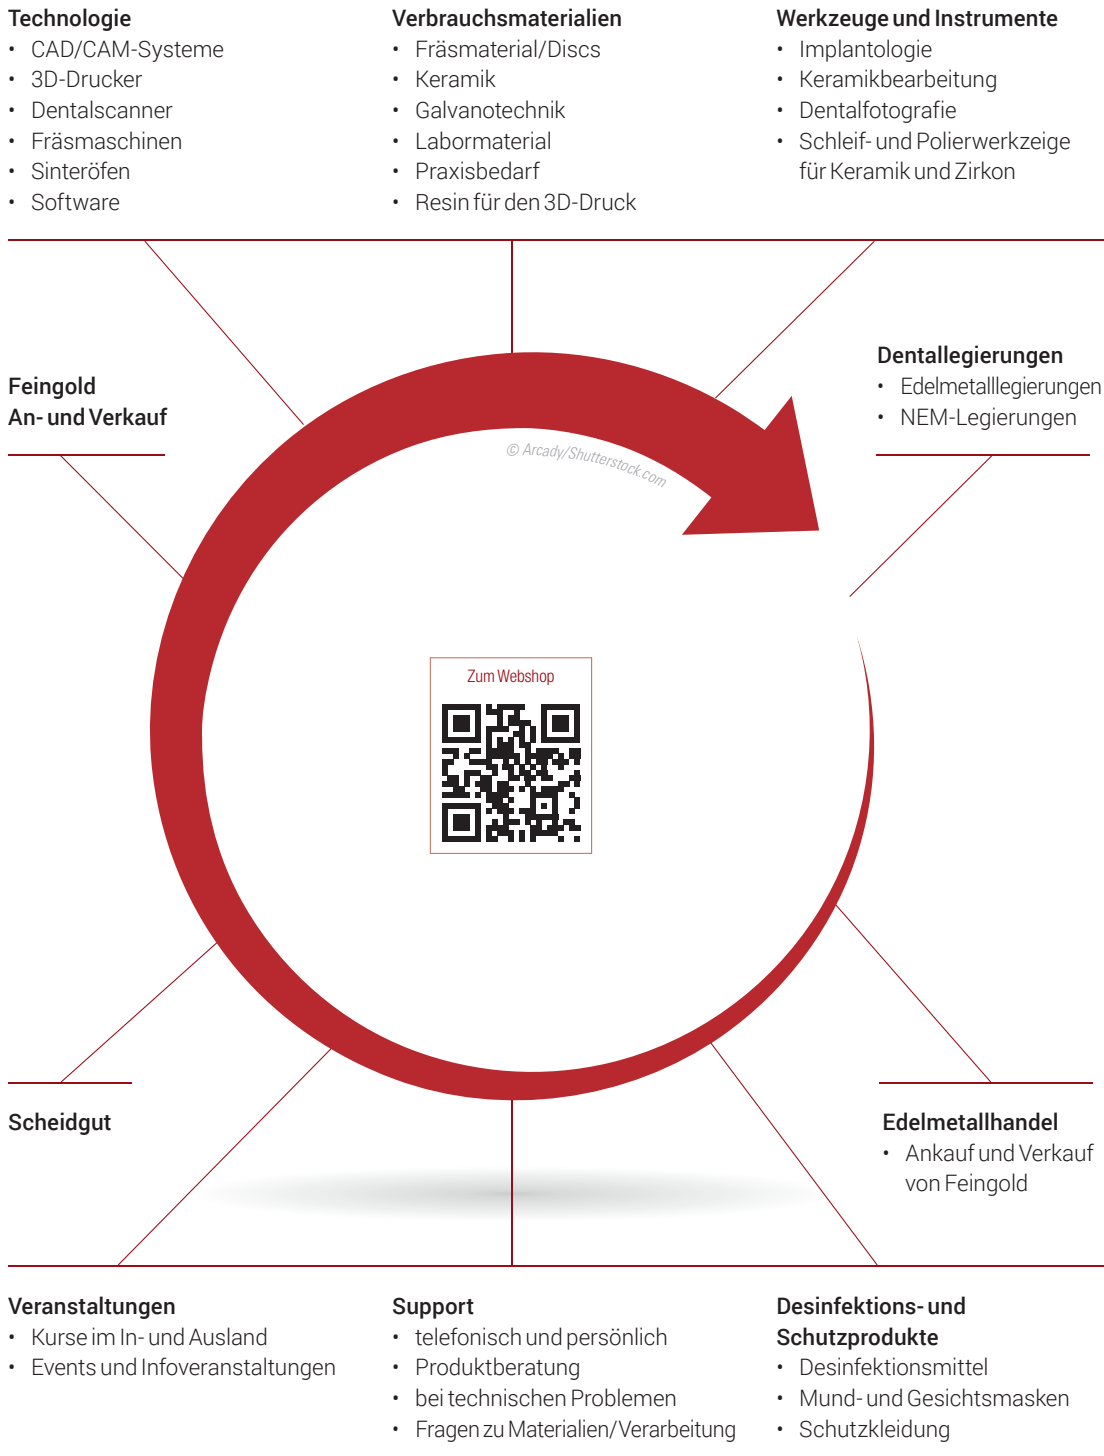 Technologie
• CAD/CAM-Systeme
• 3D-Drucker
• Dentalscanner
• Fräsmaschinen
• Sinteröfen
• Software
Verbrauchsmaterialien
• Fräsmaterial/Discs
• Keramik
• Galvanotechnik
• Labormaterial
• Praxisbedarf
• Resin für den 3D-Druck
Werkzeuge und Instrumente
• Implantologie
• Keramikbearbeitung
• Dentalfotografie
• Schleif- und Polierwerkzeige
für Keramik und Zirkon
Feingold
An- und Verkauf
Dentallegierungen
• Edelmetalllegierungen
• NEM-Legierungen
© Arcady/Shutterstock.com
Zum Webshop
Scheidgut
Edelmetallhandel
• Ankauf und Verkauf
von Feingold
Veranstaltungen
• Kurse im In- und Ausland
• Events und Infoveranstaltungen
Support
• telefonisch und persönlich
• Produktberatung
• bei technischen Problemen
• Fragen zu Materialien/Verarbeitung
Desinfektions- und
Schutzprodukte
• Desinfektionsmittel
• Mund- und Gesichtsmasken
• Schutzkleidung